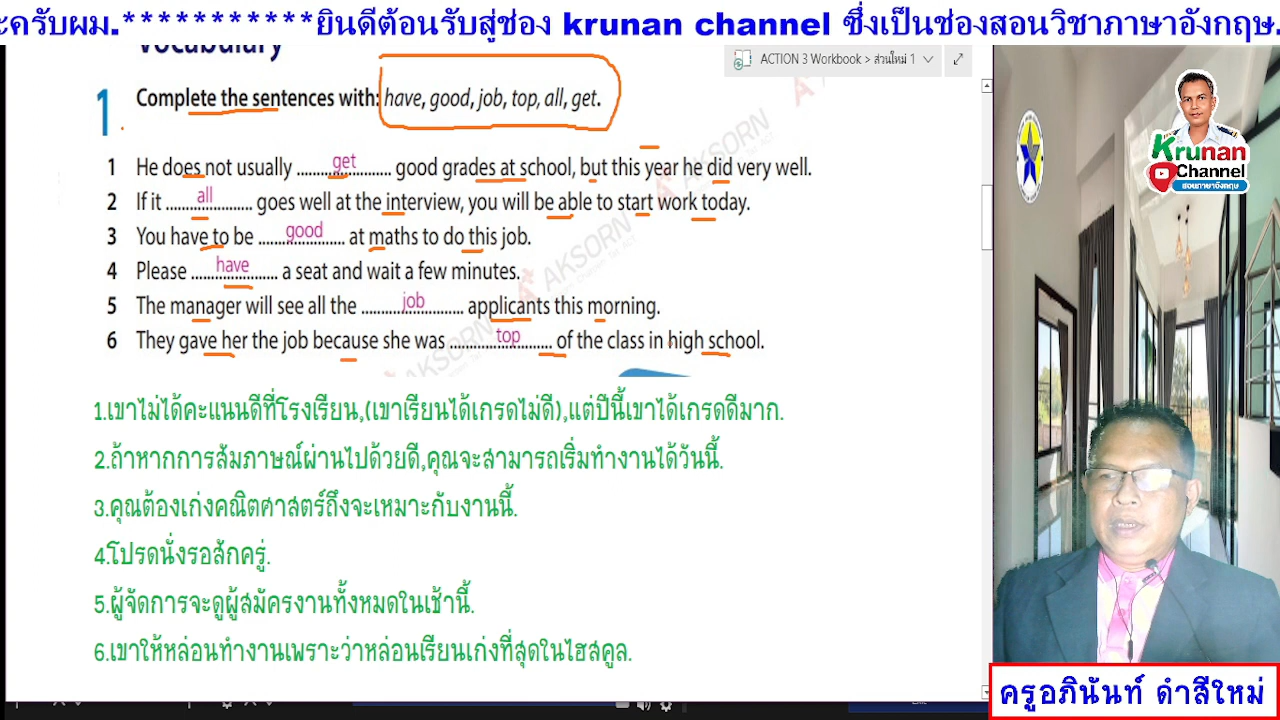 ะครับผม.***********ยินดีต้อนรับสู่ช่อง krunan channel ซึ่งเป็นช่องสอนวิชาภาษาอังกฤษ.
Vocabulary
ACTION 3 Workbook > ส่วนใหม่ 1
1 Complete the sentences with: have, good, job, top, all, get.
1 He does not usually ......get...... good grades at school, but this year he did very well.
2 If it ......all...... goes well at the interview, you will be able to start work today.
3 You have to be ......good...... at maths to do this job.
4 Please ......have...... a seat and wait a few minutes.
5 The manager will see all the ......job...... applicants this morning.
6 They gave her the job because she was ......top...... of the class in high school.
AKSORN
AKSORN
AKSORN
1.เขาไม่ได้คะแนนดีที่โรงเรียน,(เขาเรียนได้เกรดไม่ดี),แต่ปีนี้เขาได้เกรดดีมาก.
2.ถ้าหากการสัมภาษณ์ผ่านไปด้วยดี,คุณจะสามารถเริ่มทำงานได้วันนี้.
3.คุณต้องเก่งคณิตศาสตร์ถึงจะเหมาะกับงานนี้.
4.โปรดนั่งรอสักครู่.
5.ผู้จัดการจะดูผู้สมัครงานทั้งหมดในเช้านี้.
6.เขาให้หล่อนทำงานเพราะว่าหล่อนเรียนเก่งที่สุดในไฮสคูล.
Krunan
Channel
สอนภาษาอังกฤษ
ครูอภินันท์ ดำสีใหม่